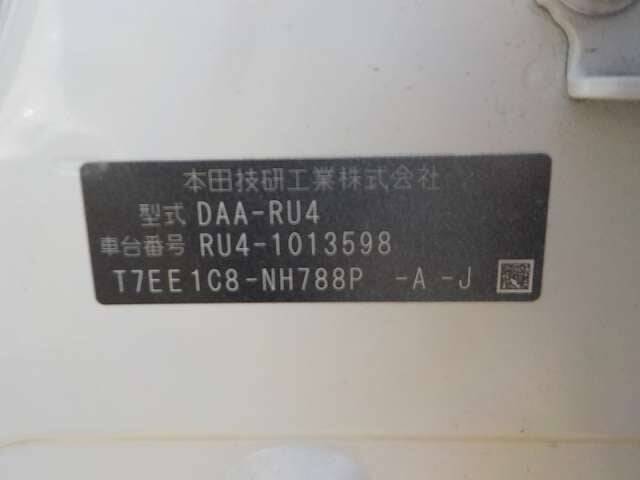 本田技研工業株式会社
型式 DAA-RU4
車台番号 RU4-1013598
T7EE1C8-NH788P -A-J